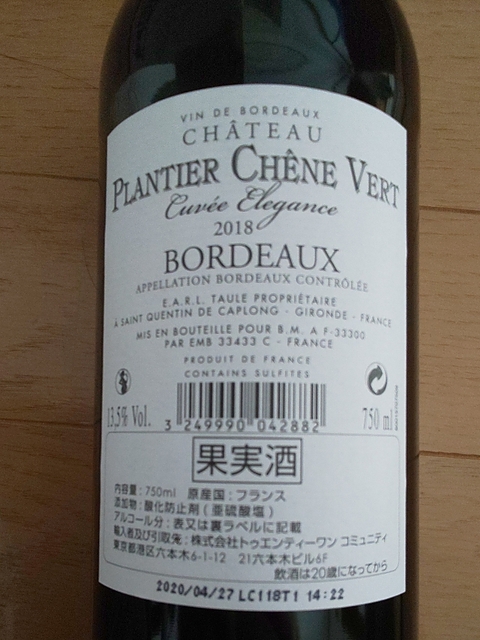 VIN DE BORDEAUX
CHÂTEAU
PLANTIER CHÊNE VERT
Cuvée Elegance
2018
BORDEAUX
APPELLATION BORDEAUX CONTRÔLÉE
E.A.R.L. TAULE PROPRIÉTAIRE
À SAINT QUENTIN DE CAPLONG - GIRONDE - FRANCE
MIS EN BOUTEILLE POUR B.M. A F-33300
PAR EMB 33433 C - FRANCE
PRODUIT DE FRANCE
CONTAINS SULFITES
13,5% Vol.
3 249990 042882
750 ml
果実酒
内容量:750ml 原産国:フランス
添加物:酸化防止剤(亜硫酸塩)
アルコール分:表又は裏ラベルに記載
輸入者及び引取先:株式会社トゥエンティーワン コミュニティ
東京都港区六本木6-1-12 21六本木ビル6F
飲酒は20歳になってから
2020/04/27 LC118T1 14:22